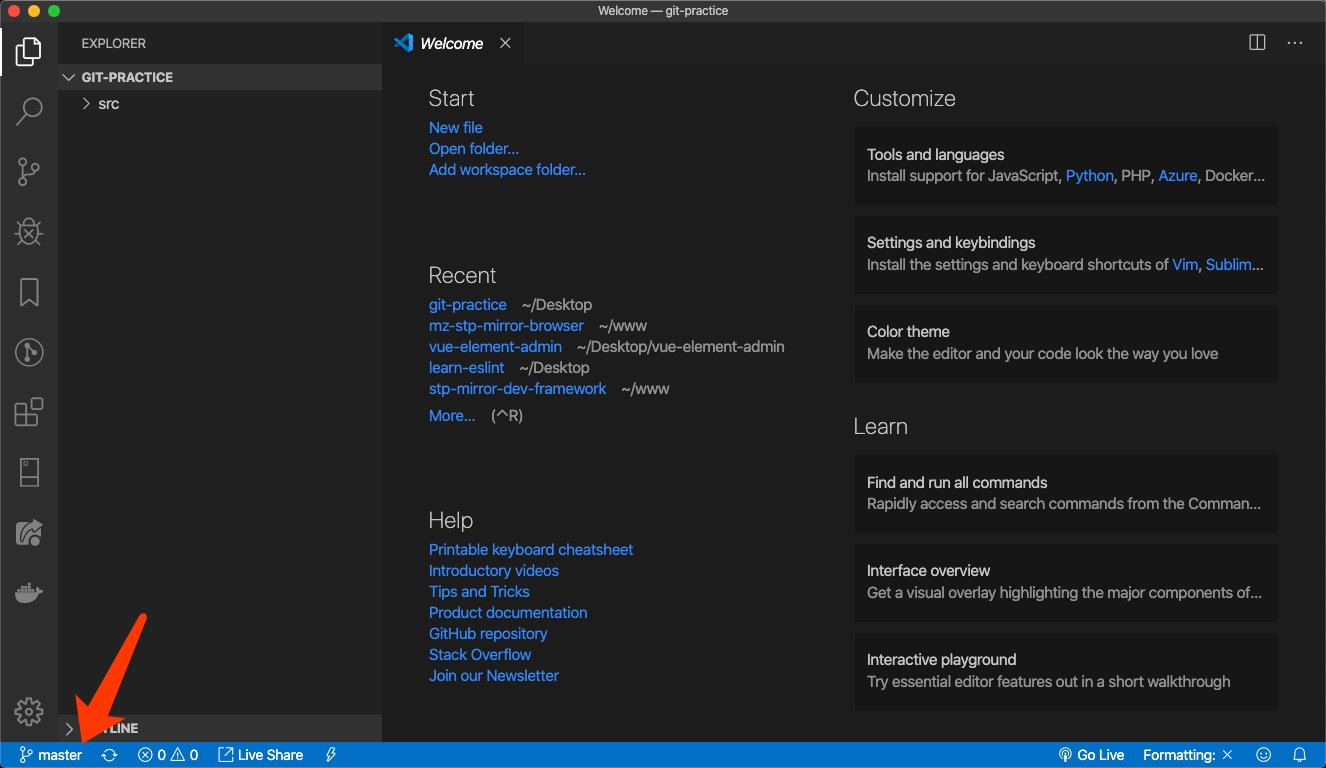 Welcome — git-practice
EXPLORER
GIT-PRACTICE
src
Welcome
Start
New file
Open folder...
Add workspace folder...
Recent
git-practice ~/Desktop
mz-stp-mirror-browser ~/www
vue-element-admin ~/Desktop/vue-element-admin
learn-eslint ~/Desktop
stp-mirror-dev-framework ~/www
More... (^R)
Help
Printable keyboard cheatsheet
Introductory videos
Tips and Tricks
Product documentation
GitHub repository
Stack Overflow
Join our Newsletter
Customize
Tools and languages
Install support for JavaScript, Python, PHP, Azure, Docker...
Settings and keybindings
Install the settings and keyboard shortcuts of Vim, Sublim...
Color theme
Make the editor and your code look the way you love
Learn
Find and run all commands
Rapidly access and search commands from the Comman...
Interface overview
Get a visual overlay highlighting the major components of...
Interactive playground
Try essential editor features out in a short walkthrough
master 0 0 Live Share Go Live Formatting: ×